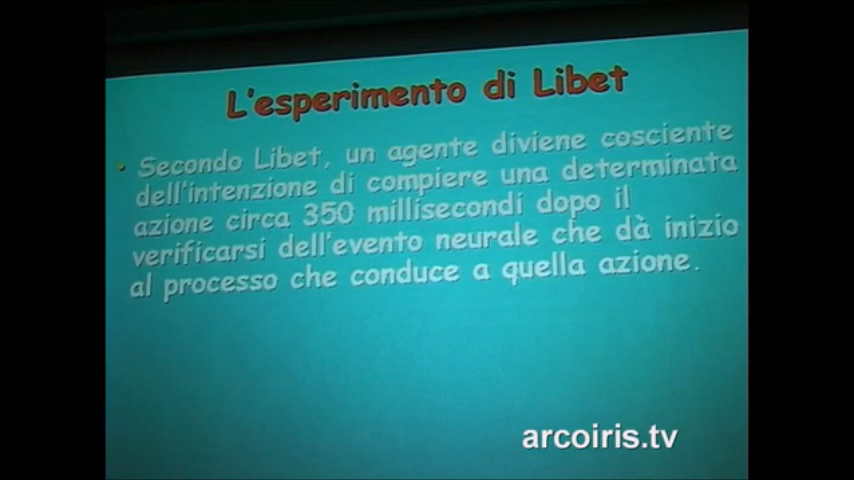 L'esperimento di Libet
• Secondo Libet, un agente diviene cosciente
dell'intenzione di compiere una determinata
azione circa 350 millisecondi dopo il
verificarsi dell'evento neurale che dà inizio
al processo che conduce a quella azione.
arcoiris.tv